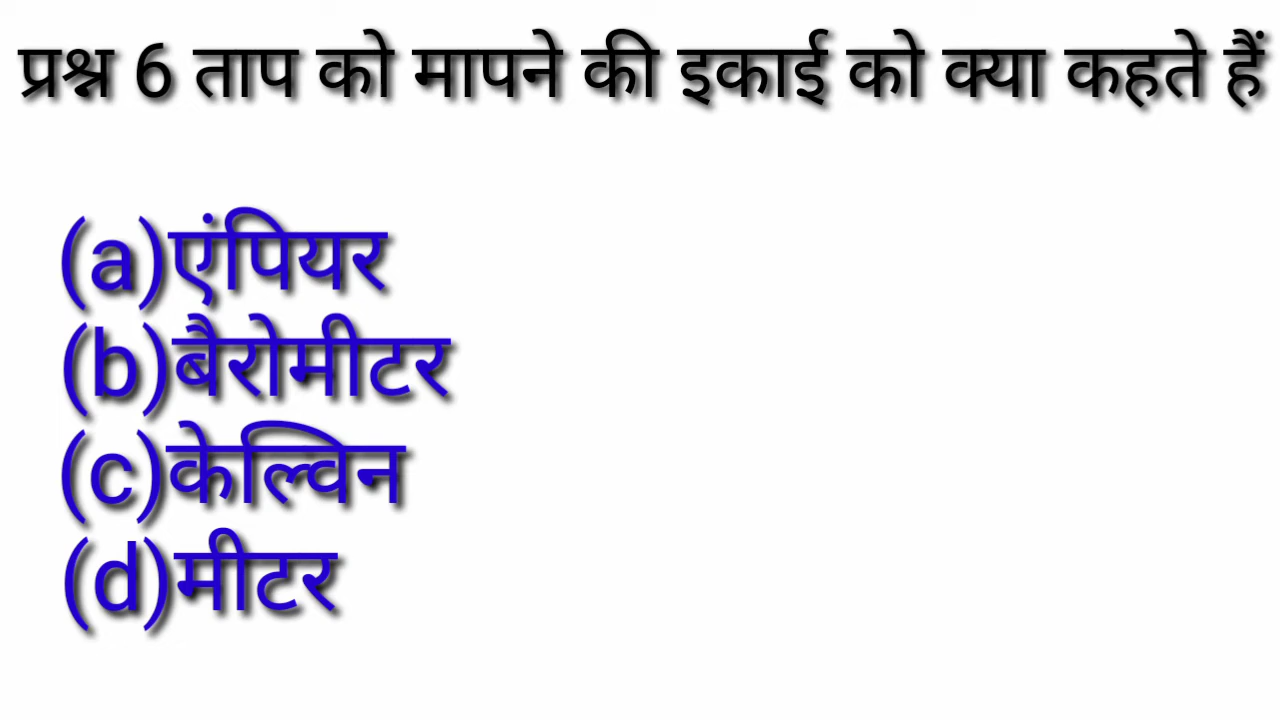 प्रश्न 6 ताप को मापने की इकाई को क्या कहते हैं
(a)एंपियर
(b)बैरोमीटर
(c)केल्विन
(d)मीटर